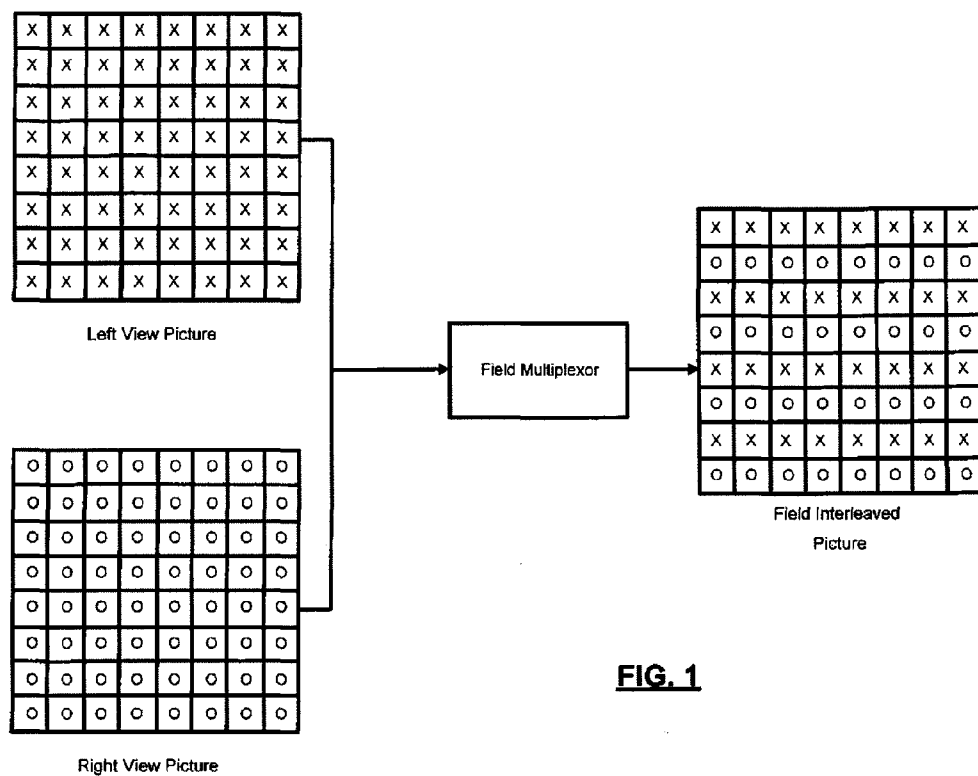 X X X X X X X X
X X X X X X X X
X X X X X X X X
X X X X X X X X
X X X X X X X X
X X X X X X X X
X X X X X X X X
X X X X X X X X
Left View Picture
O O O O O O O O
O O O O O O O O
O O O O O O O O
O O O O O O O O
O O O O O O O O
O O O O O O O O
O O O O O O O O
O O O O O O O O
Right View Picture
Field Multiplexor
X X X X X X X X
O O O O O O O O
X X X X X X X X
O O O O O O O O
X X X X X X X X
O O O O O O O O
X X X X X X X X
O O O O O O O O
Field Interleaved
Picture
FIG. 1